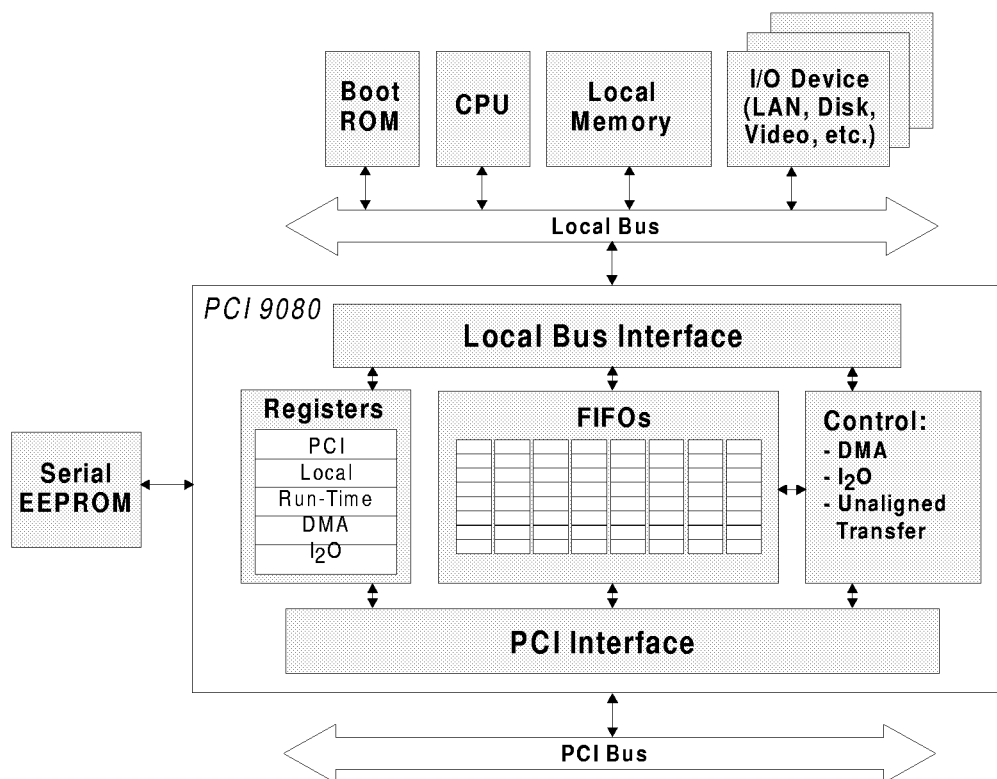 Boot
ROM
CPU
Local
Memory
I/O Device
(LAN, Disk,
Video, etc.)
Local Bus
PCI 9080
Local Bus Interface
Registers
PCI
Local
Run-Time
DMA
I₂O
FIFOs
Control:
- DMA
- I₂O
- Unaligned
Transfer
Serial
EEPROM
PCI Interface
PCI Bus